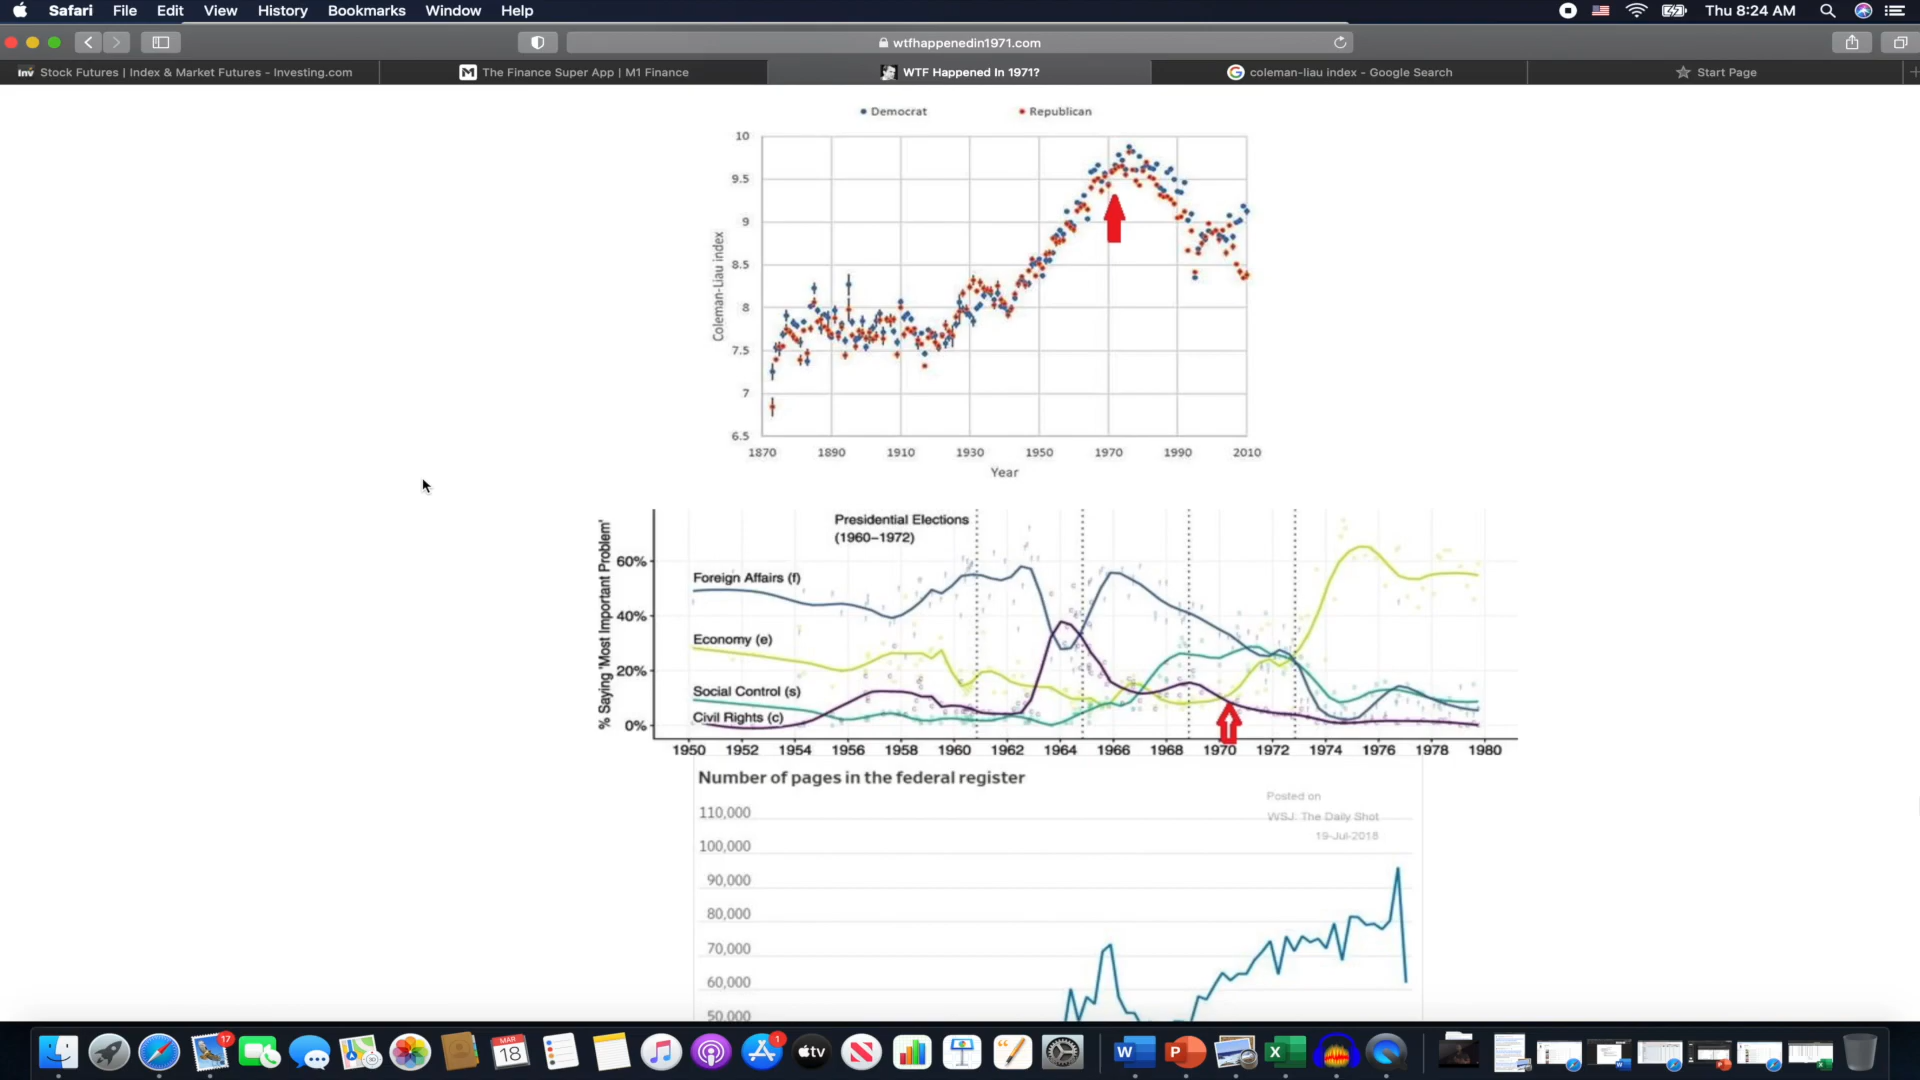 Safari File Edit View History Bookmarks Window Help Thu 8:24 AM
wtfhappenedin1971.com
Inv Stock Futures | Index & Market Futures - Investing.com
M The Finance Super App | M1 Finance
WTF Happened In 1971?
coleman-liau index - Google Search
Start Page
Democrat Republican
10
9.5
9
8.5
8
7.5
7
6.5
Coleman-Liau index
1870 1890 1910 1930 1950 1970 1990 2010
Year
% Saying 'Most Important Problem'
Presidential Elections
(1960–1972)
60%
40%
20%
0%
Foreign Affairs (f)
Economy (e)
Social Control (s)
Civil Rights (c)
1950 1952 1954 1956 1958 1960 1962 1964 1966 1968 1970 1972 1974 1976 1978 1980
Number of pages in the federal register
Posted on
WSJ: The Daily Shot
19-Jul-2018
110,000
100,000
90,000
80,000
70,000
60,000
50,000
17
MAR
18
1
tv
W
P
X